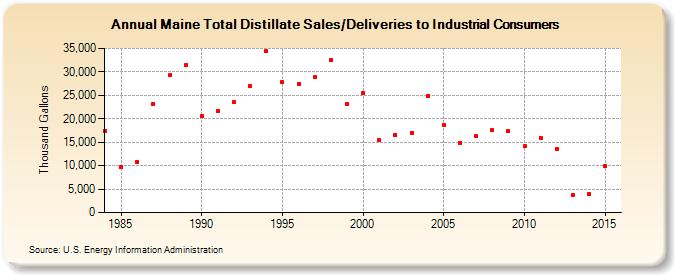 Annual Maine Total Distillate Sales/Deliveries to Industrial Consumers
Thousand Gallons
35,000
30,000
25,000
20,000
15,000
10,000
5,000
0
1985 1990 1995 2000 2005 2010 2015
Source: U.S. Energy Information Administration